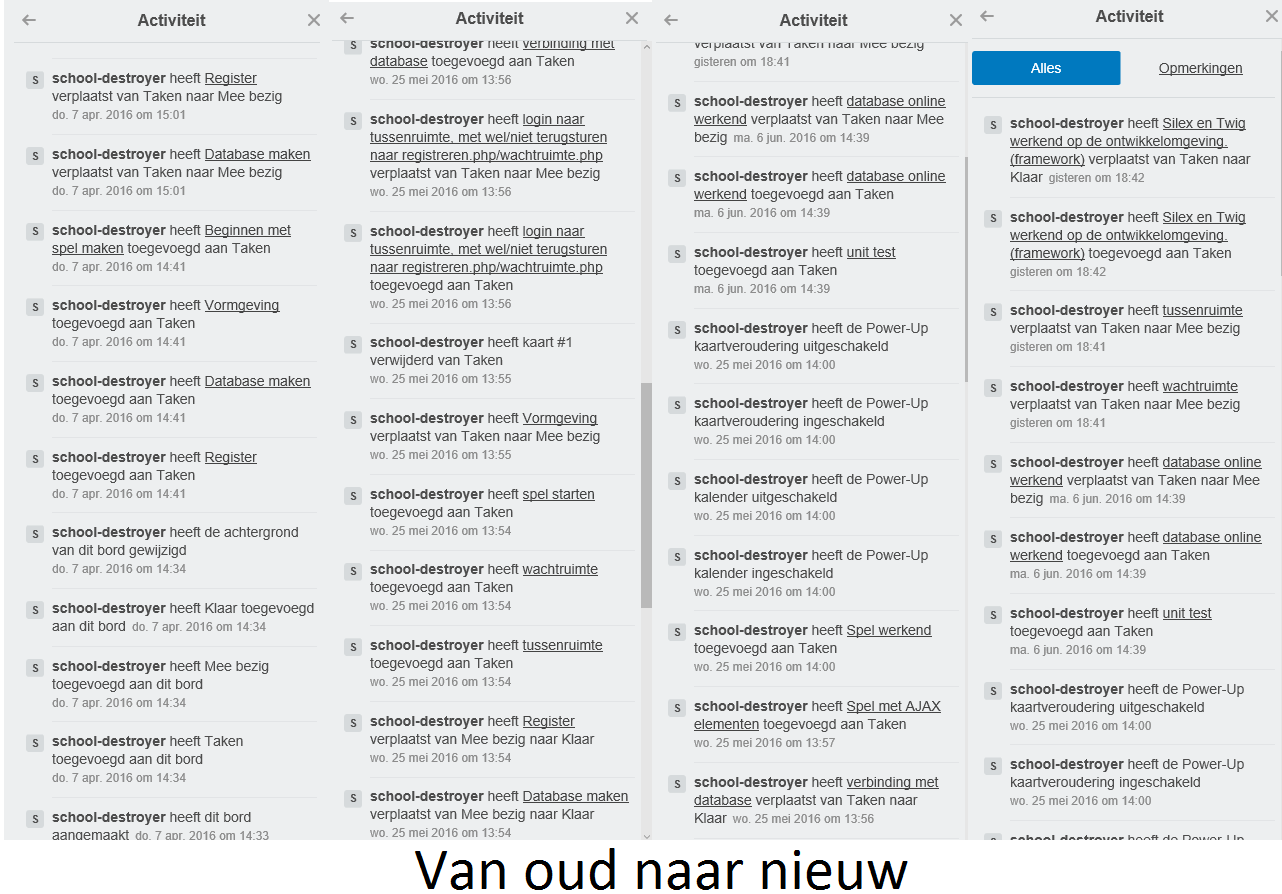 Activiteit
S school-destroyer heeft Register
verplaatst van Taken naar Mee bezig
do. 7 apr. 2016 om 15:01
S school-destroyer heeft Database maken
verplaatst van Taken naar Mee bezig
do. 7 apr. 2016 om 15:01
S school-destroyer heeft Beginnen met
spel maken toegevoegd aan Taken
do. 7 apr. 2016 om 14:41
S school-destroyer heeft Vormgeving
toegevoegd aan Taken
do. 7 apr. 2016 om 14:41
S school-destroyer heeft Database maken
toegevoegd aan Taken
do. 7 apr. 2016 om 14:41
S school-destroyer heeft Register
toegevoegd aan Taken
do. 7 apr. 2016 om 14:41
S school-destroyer heeft de achtergrond
van dit bord gewijzigd
do. 7 apr. 2016 om 14:34
S school-destroyer heeft Klaar toegevoegd
aan dit bord do. 7 apr. 2016 om 14:34
S school-destroyer heeft Mee bezig
toegevoegd aan dit bord
do. 7 apr. 2016 om 14:34
S school-destroyer heeft Taken
toegevoegd aan dit bord
do. 7 apr. 2016 om 14:34
S school-destroyer heeft dit bord
aangemaakt do. 7 apr. 2016 om 14:33
Activiteit
S school-destroyer heeft verbinding met
database toegevoegd aan Taken
wo. 25 mei 2016 om 13:56
S school-destroyer heeft login naar
tussenruimte, met wel/niet terugsturen
naar registreren.php/wachtruimte.php
verplaatst van Taken naar Mee bezig
wo. 25 mei 2016 om 13:56
S school-destroyer heeft login naar
tussenruimte, met wel/niet terugsturen
naar registreren.php/wachtruimte.php
toegevoegd aan Taken
wo. 25 mei 2016 om 13:56
S school-destroyer heeft kaart #1
verwijderd van Taken
wo. 25 mei 2016 om 13:55
S school-destroyer heeft Vormgeving
verplaatst van Taken naar Mee bezig
wo. 25 mei 2016 om 13:55
S school-destroyer heeft spel starten
toegevoegd aan Taken
wo. 25 mei 2016 om 13:54
S school-destroyer heeft wachtruimte
toegevoegd aan Taken
wo. 25 mei 2016 om 13:54
S school-destroyer heeft tussenruimte
toegevoegd aan Taken
wo. 25 mei 2016 om 13:54
S school-destroyer heeft Register
verplaatst van Mee bezig naar Klaar
wo. 25 mei 2016 om 13:54
S school-destroyer heeft Database maken
verplaatst van Mee bezig naar Klaar
wo. 25 mei 2016 om 13:54
Activiteit
verplaatst van Taken naar Mee bezig
gisteren om 18:41
S school-destroyer heeft database online
werkend verplaatst van Taken naar Mee
bezig ma. 6 jun. 2016 om 14:39
S school-destroyer heeft database online
werkend toegevoegd aan Taken
ma. 6 jun. 2016 om 14:39
S school-destroyer heeft unit test
toegevoegd aan Taken
ma. 6 jun. 2016 om 14:39
S school-destroyer heeft de Power-Up
kaartveroudering uitgeschakeld
wo. 25 mei 2016 om 14:00
S school-destroyer heeft de Power-Up
kaartveroudering ingeschakeld
wo. 25 mei 2016 om 14:00
S school-destroyer heeft de Power-Up
kalender uitgeschakeld
wo. 25 mei 2016 om 14:00
S school-destroyer heeft de Power-Up
kalender ingeschakeld
wo. 25 mei 2016 om 14:00
S school-destroyer heeft Spel werkend
toegevoegd aan Taken
wo. 25 mei 2016 om 14:00
S school-destroyer heeft Spel met AJAX
elementen toegevoegd aan Taken
wo. 25 mei 2016 om 13:57
S school-destroyer heeft verbinding met
database verplaatst van Taken naar
Klaar wo. 25 mei 2016 om 13:56
Activiteit
Alles Opmerkingen
S school-destroyer heeft Silex en Twig
werkend op de ontwikkelomgeving.
(framework) verplaatst van Taken naar
Klaar gisteren om 18:42
S school-destroyer heeft Silex en Twig
werkend op de ontwikkelomgeving.
(framework) toegevoegd aan Taken
gisteren om 18:42
S school-destroyer heeft tussenruimte
verplaatst van Taken naar Mee bezig
gisteren om 18:41
S school-destroyer heeft wachtruimte
verplaatst van Taken naar Mee bezig
gisteren om 18:41
S school-destroyer heeft database online
werkend verplaatst van Taken naar Mee
bezig ma. 6 jun. 2016 om 14:39
S school-destroyer heeft database online
werkend toegevoegd aan Taken
ma. 6 jun. 2016 om 14:39
S school-destroyer heeft unit test
toegevoegd aan Taken
ma. 6 jun. 2016 om 14:39
S school-destroyer heeft de Power-Up
kaartveroudering uitgeschakeld
wo. 25 mei 2016 om 14:00
S school-destroyer heeft de Power-Up
kaartveroudering ingeschakeld
wo. 25 mei 2016 om 14:00
school-destroyer heeft de Power-Up
Van oud naar nieuw